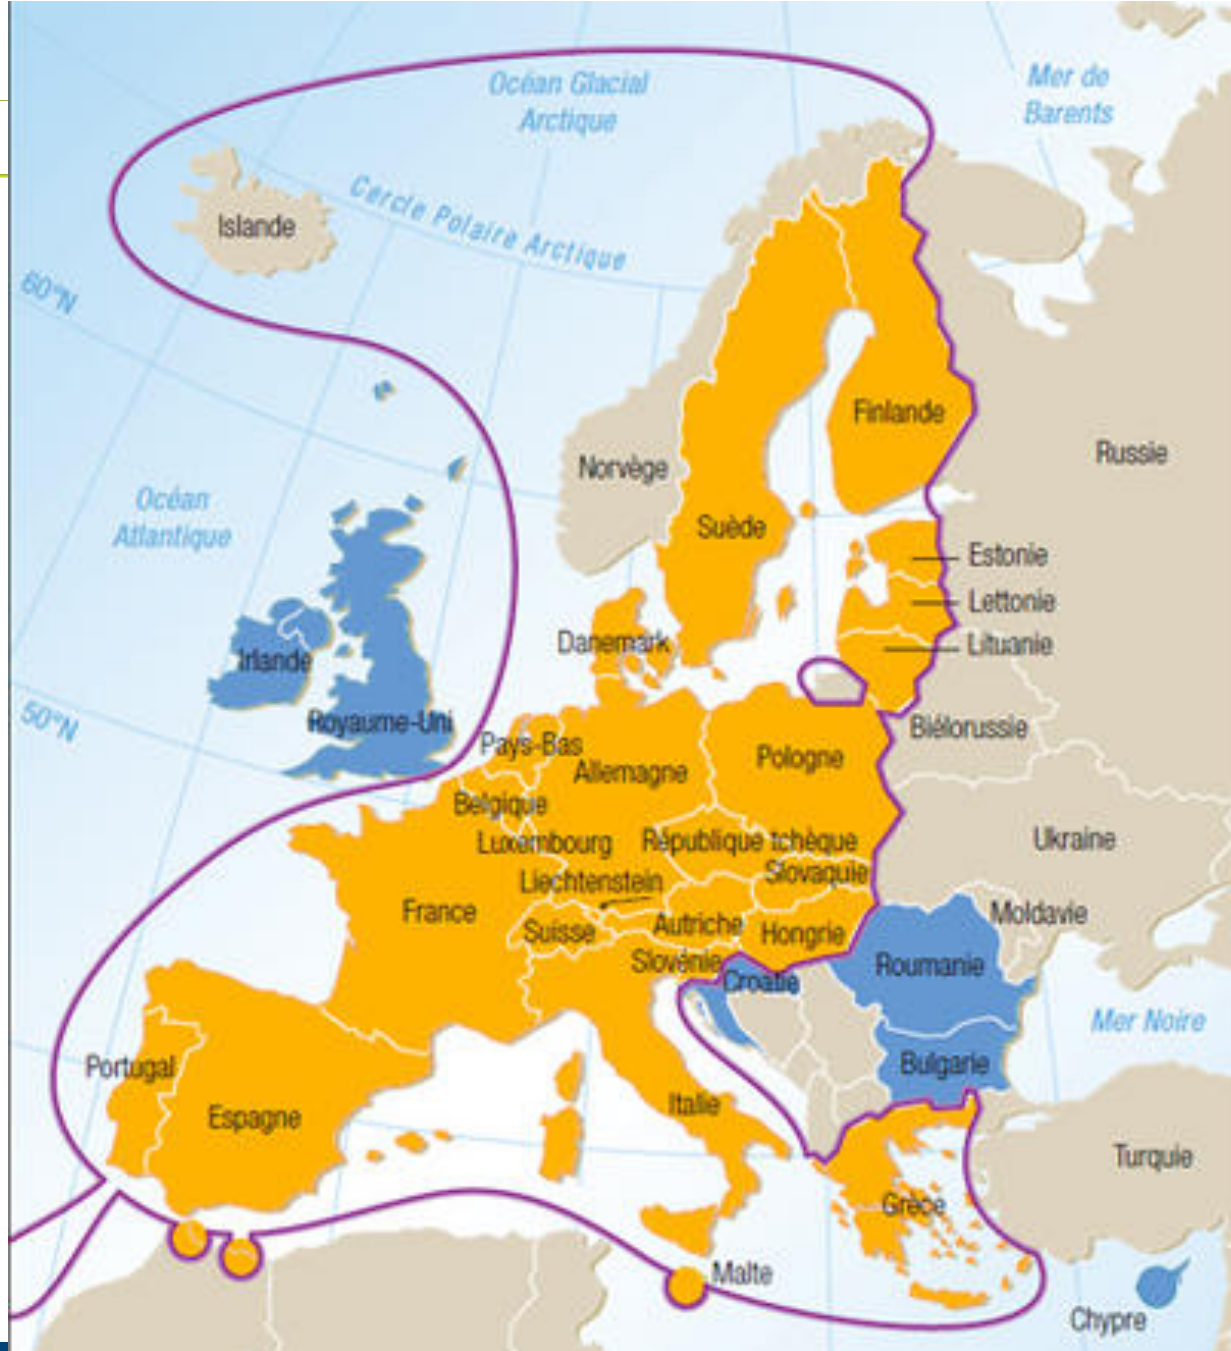 Océan Glacial
Arctique
Mer de
Barents
Islande
Cercle Polaire Arctique
60°N
Finlande
Russie
Norvège
Océan
Atlantique
Suède
Estonie
Lettonie
Lituanie
Danemark
Irlande
50°N
Royaume-Uni
Biélorussie
Pays-Bas
Pologne
Allemagne
Belgique
Luxembourg
République tchèque
Ukraine
Slovaquie
Liechtenstein
France
Moldavie
Autriche
Suisse
Hongrie
Slovénie
Roumanie
Croatie
Mer Noire
Portugal
Bulgarie
Italie
Espagne
Turquie
Grèce
Malte
Chypre